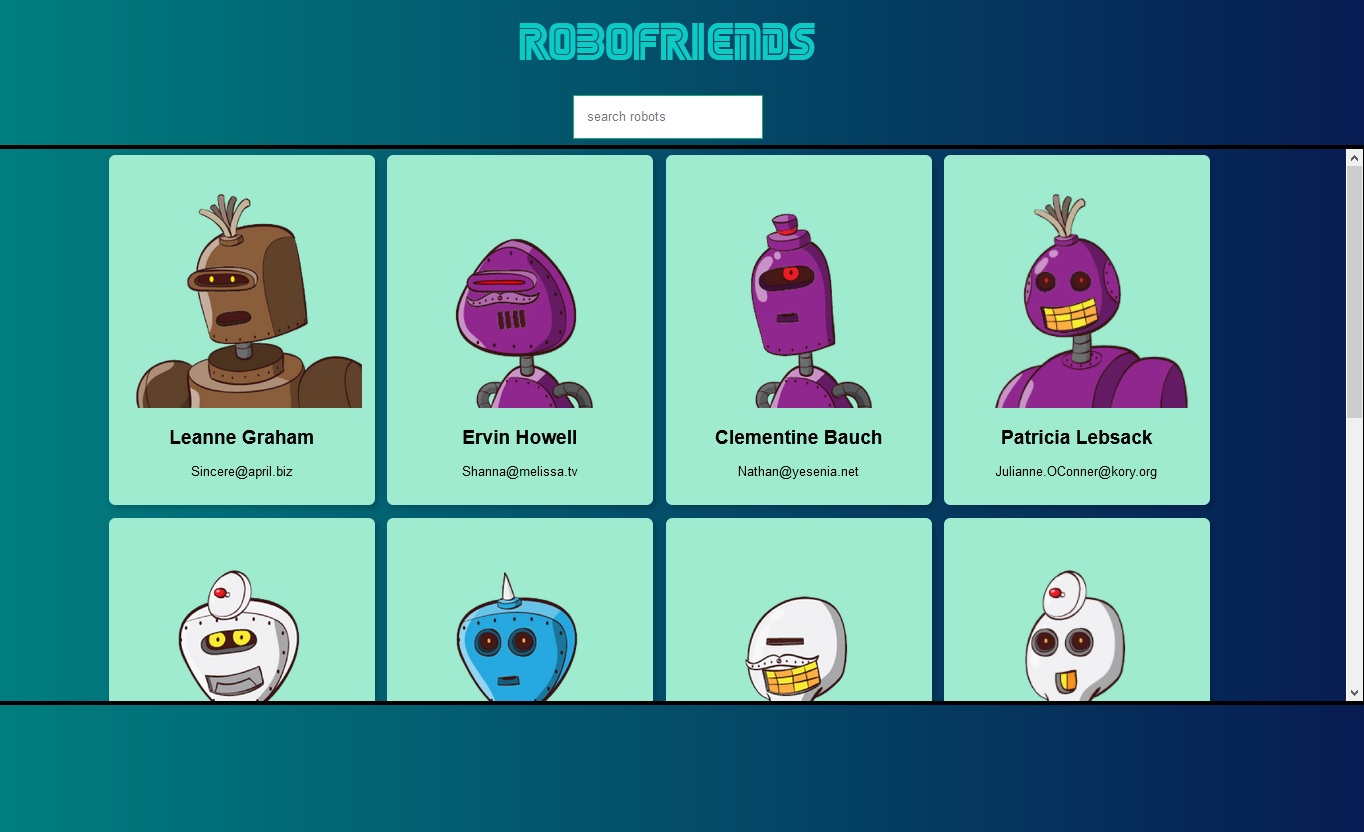 ROBOFRIENDS
search robots
Leanne Graham
Sincere@april.biz
Ervin Howell
Shanna@melissa.tv
Clementine Bauch
Nathan@yesenia.net
Patricia Lebsack
Julianne.OConner@kory.org